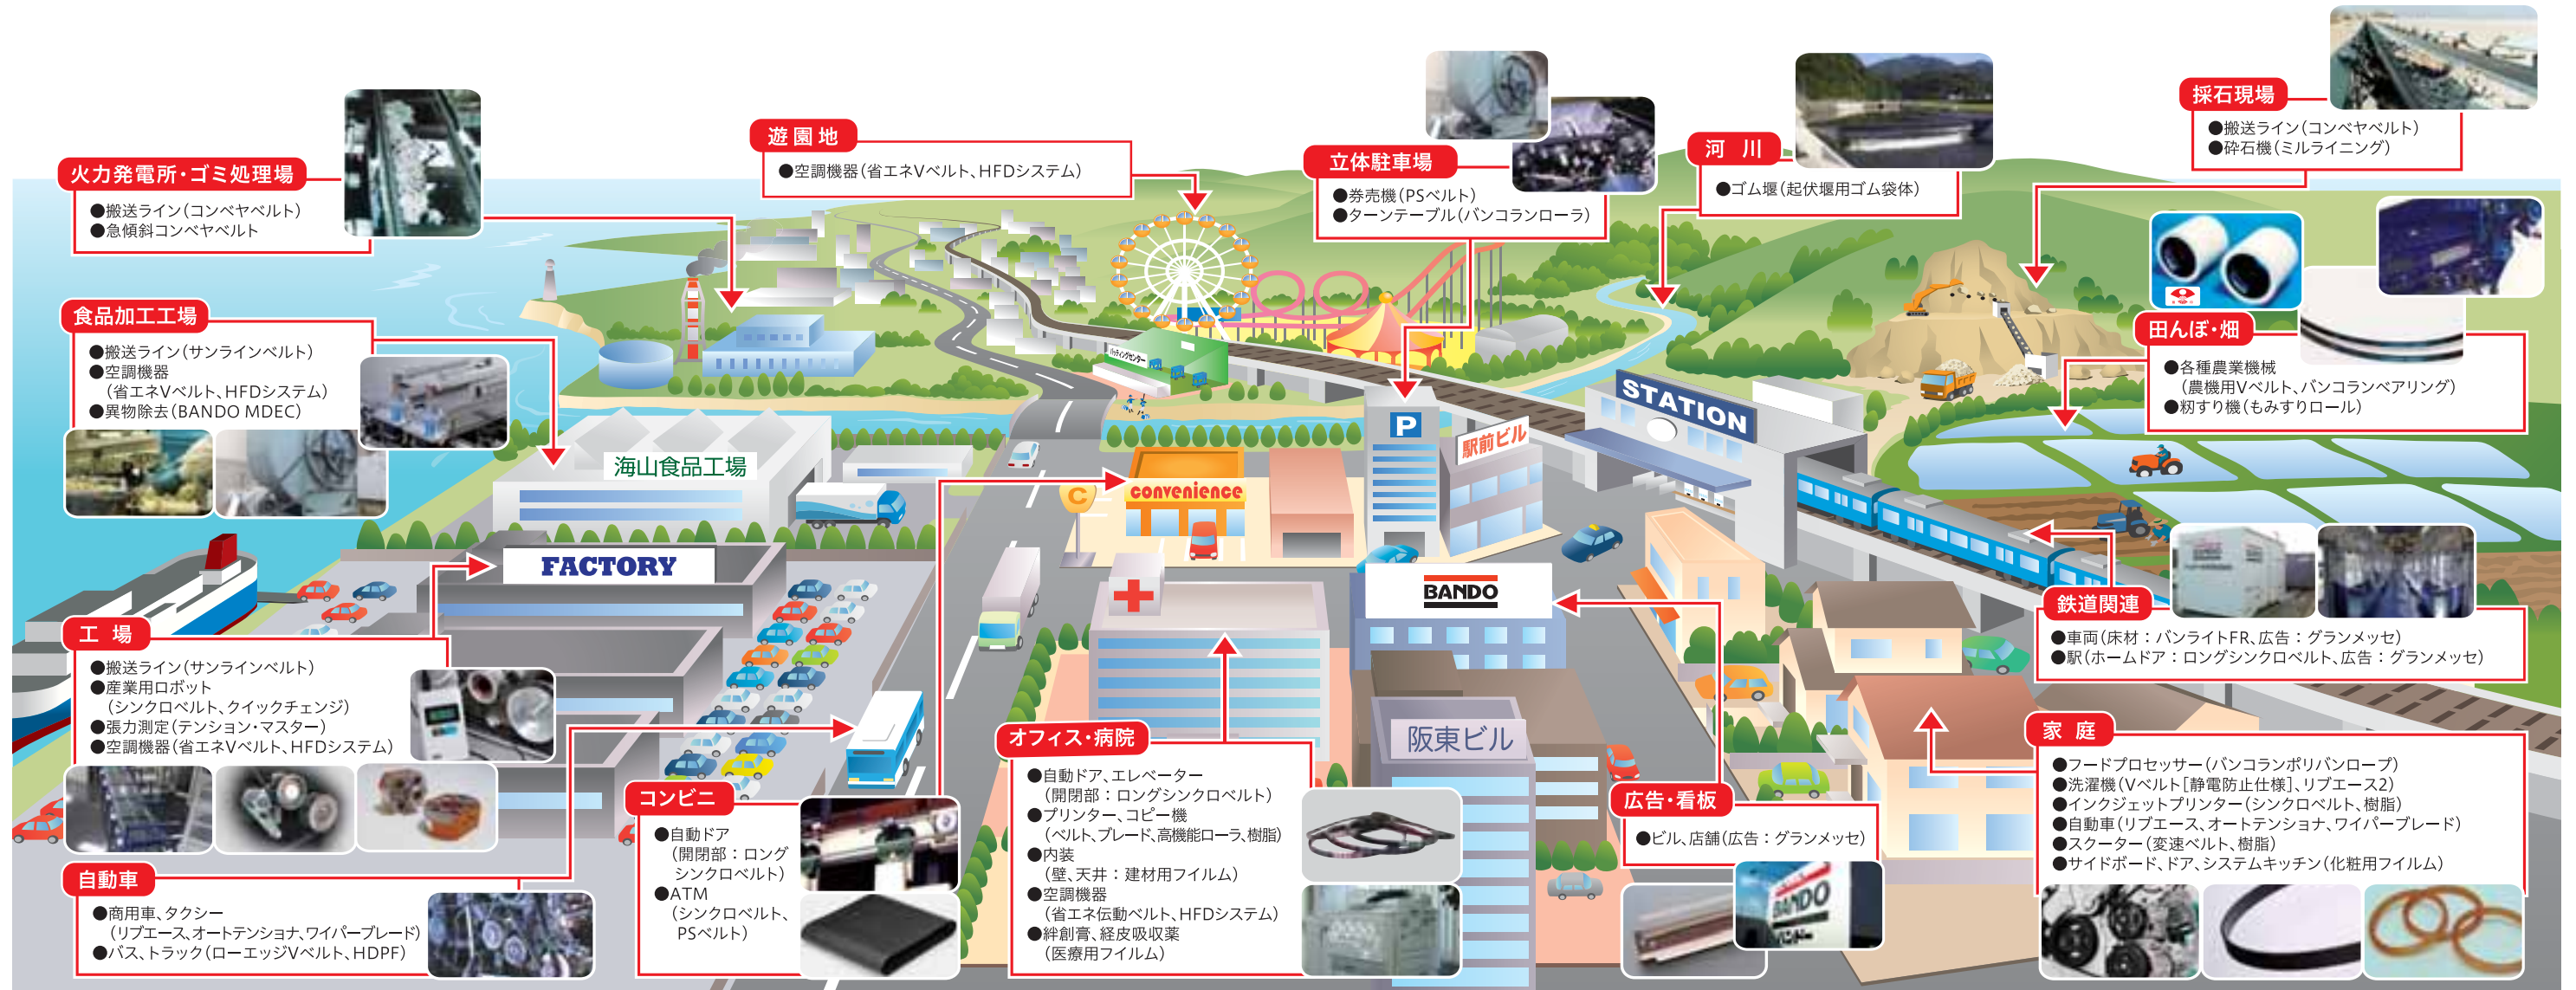 火力発電所・ゴミ処理場
●搬送ライン（コンベヤベルト）
●急傾斜コンベヤベルト
遊園地
●空調機器（省エネVベルト、HFDシステム）
立体駐車場
●券売機（PSベルト）
●ターンテーブル（バンコランローラ）
河川
●ゴム堰（起伏堰用ゴム袋体）
採石現場
●搬送ライン（コンベヤベルト）
●砕石機（ミルライニング）
食品加工工場
●搬送ライン（サンラインベルト）
●空調機器
（省エネVベルト、HFDシステム）
●異物除去（BANDO MDEC）
田んぼ・畑
●各種農業機械
（農機用Vベルト、バンコランベアリング）
●籾すり機（もみすりロール）
バッティングセンター
STATION
P
駅前ビル
海山食品工場
C
convenience
FACTORY
BANDO
阪東ビル
工場
●搬送ライン（サンラインベルト）
●産業用ロボット
（シンクロベルト、クイックチェンジ）
●張力測定（テンション・マスター）
●空調機器（省エネVベルト、HFDシステム）
鉄道関連
●車両（床材：バンライトFR、広告：グランメッセ）
●駅（ホームドア：ロングシンクロベルト、広告：グランメッセ）
自動車
●商用車、タクシー
（リブエース、オートテンショナ、ワイパーブレード）
●バス、トラック（ローエッジVベルト、HDPF）
コンビニ
●自動ドア
（開閉部：ロング
シンクロベルト）
●ATM
（シンクロベルト、
PSベルト）
オフィス・病院
●自動ドア、エレベーター
（開閉部：ロングシンクロベルト）
●プリンター、コピー機
（ベルト、ブレード、高機能ローラ、樹脂）
●内装
（壁、天井：建材用フイルム）
●空調機器
（省エネ伝動ベルト、HFDシステム）
●絆創膏、経皮吸収薬
（医療用フイルム）
広告・看板
●ビル、店舗（広告：グランメッセ）
BANDO
家庭
●フードプロセッサー（バンコランポリバンロープ）
●洗濯機（Vベルト［静電防止仕様］、リブエース2）
●インクジェットプリンター（シンクロベルト、樹脂）
●自動車（リブエース、オートテンショナ、ワイパーブレード）
●スクーター（変速ベルト、樹脂）
●サイドボード、ドア、システムキッチン（化粧用フイルム）